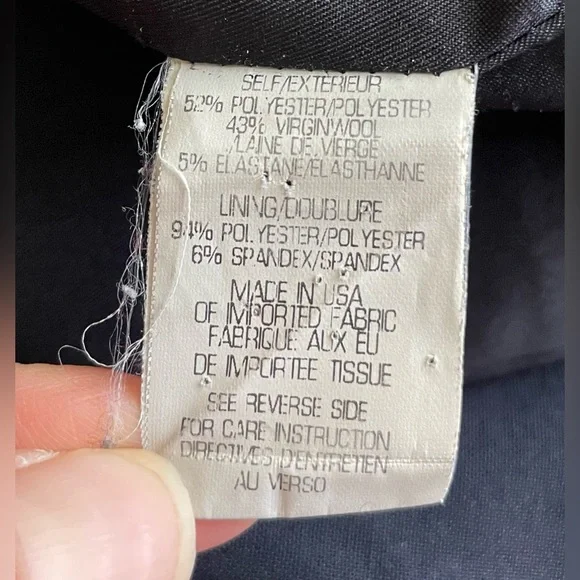 SELF/EXTERIEUR
52% POLYESTER/POLYESTER
43% VIRGINWOOL
/LAINE DE VIERGE
5% ELASTANE/ELASTHANNE
LINING/DOUBLURE
94% POLYESTER/POLYESTER
6% SPANDEX/SPANDEX
MADE IN USA
OF IMPORTED FABRIC
FABRIQUE AUX EU
DE IMPORTEE TISSUE
SEE REVERSE SIDE
FOR CARE INSTRUCTION
DIRECTIVES D'ENTRETIEN
AU VERSO